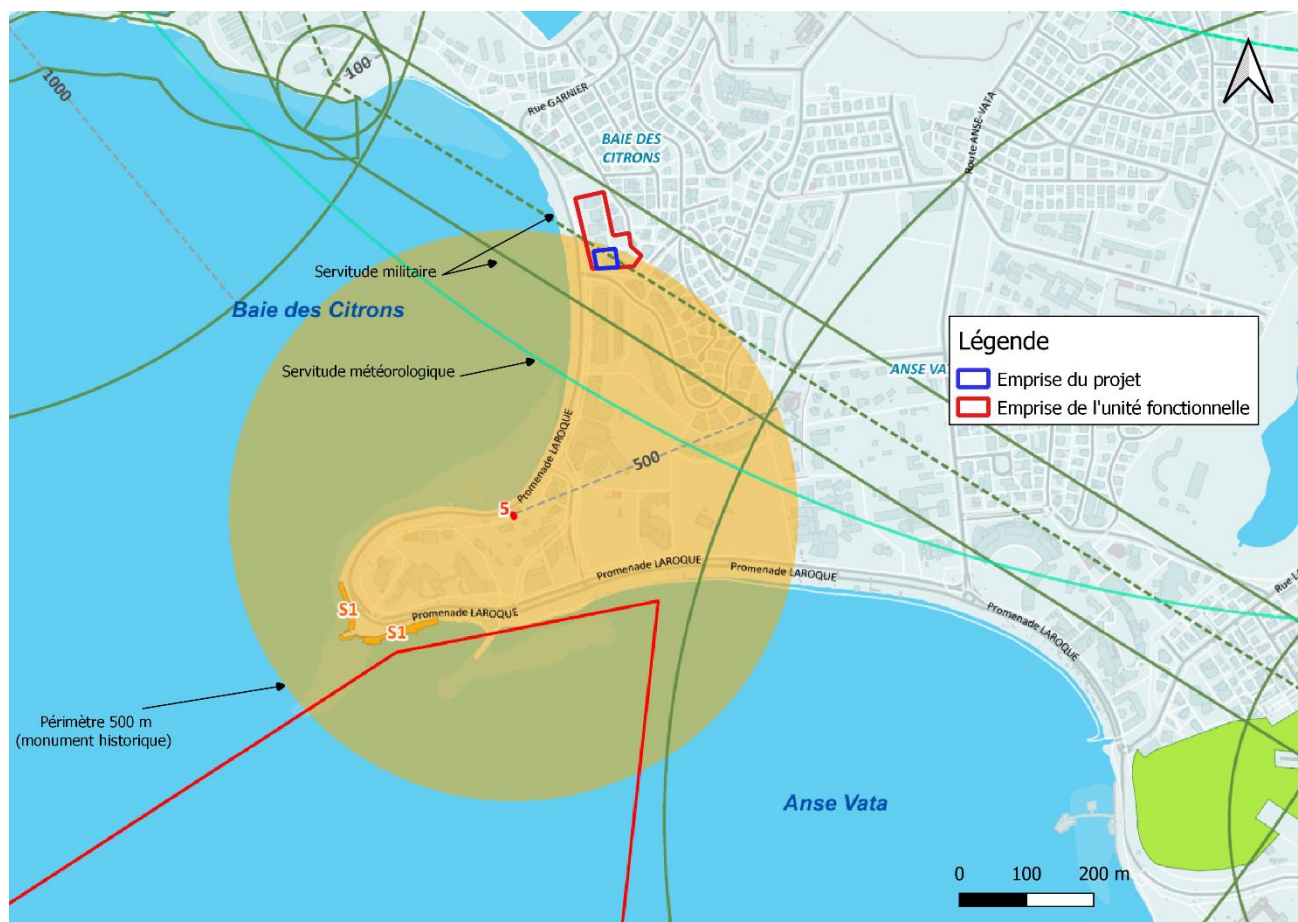 1000
100
Rue GARNIER
BAIE DES
CITRONS
Route ANSE-VATA
Servitude militaire
Baie des Citrons
Servitude météorologique
ANSE VATA
Légende
Emprise du projet
Emprise de l'unité fonctionnelle
Promenade LAROQUE
500
5
Promenade LAROQUE
Promenade LAROQUE
Promenade LAROQUE
S1
S1
Promenade LAROQUE
Périmètre 500 m
(monument historique)
Anse Vata
0 100 200 m